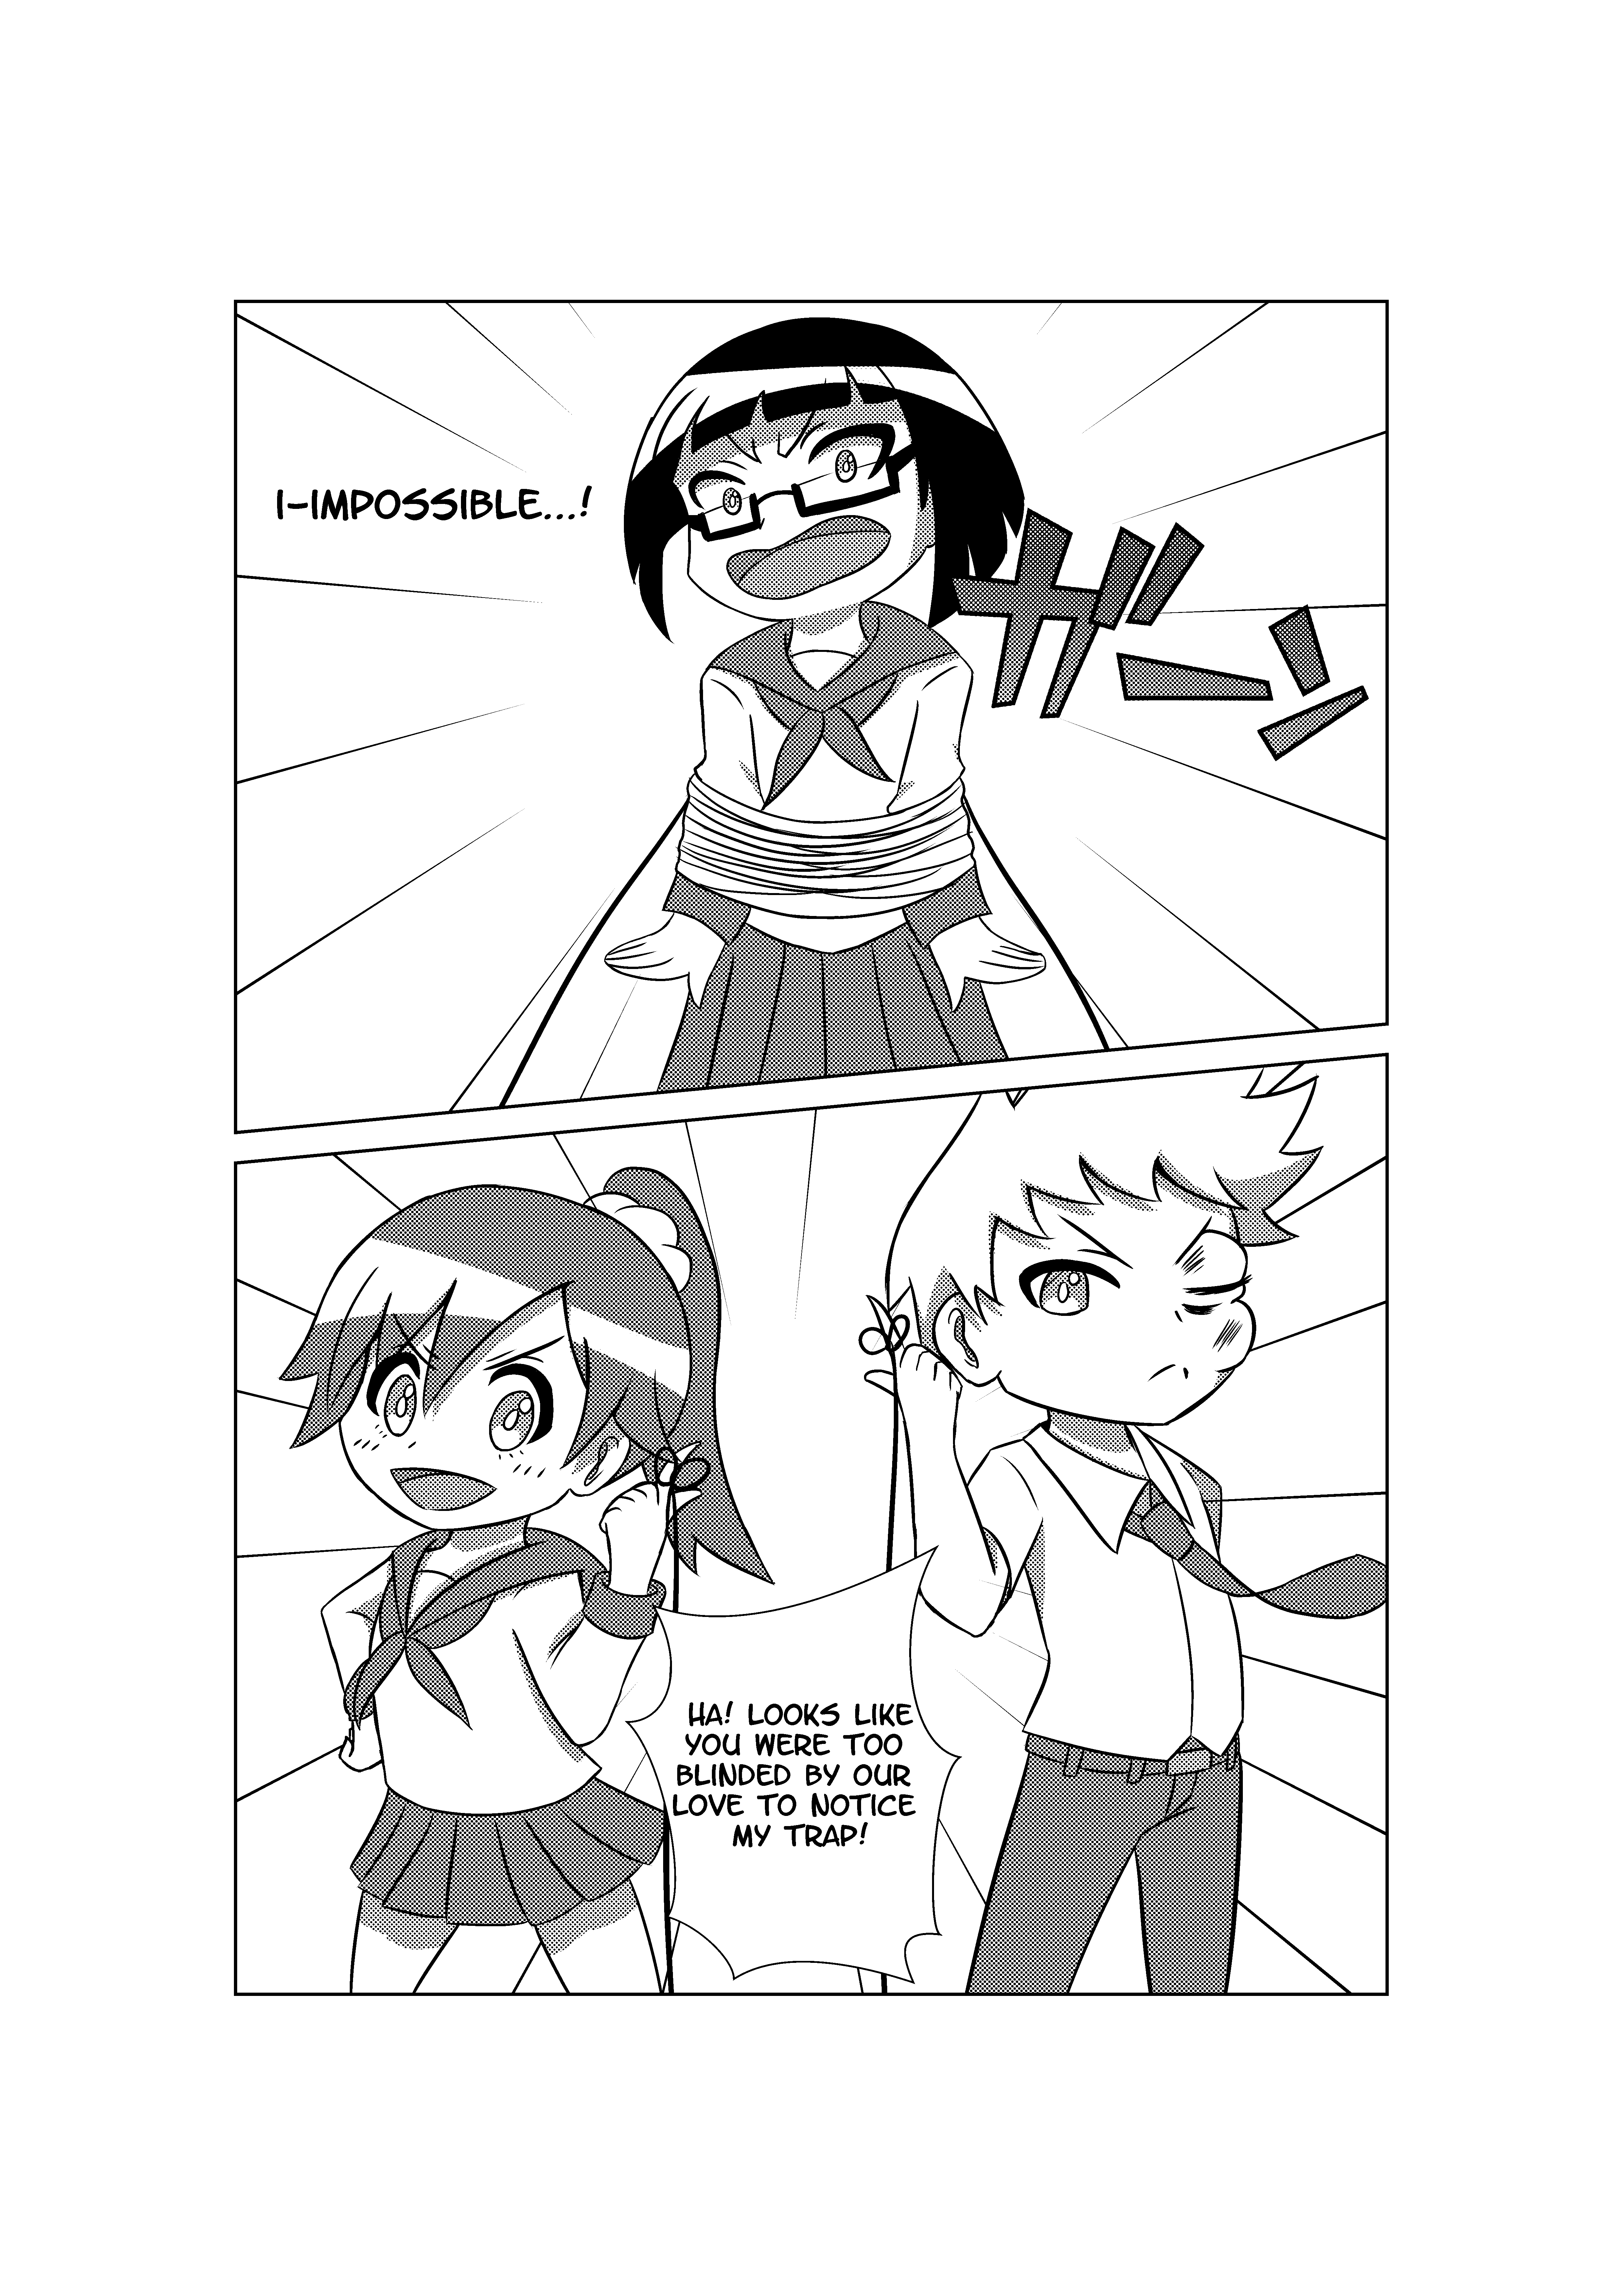 I-IMPOSSIBLE...!
ガーン
HA! LOOKS LIKE
YOU WERE TOO
BLINDED BY OUR
LOVE TO NOTICE
MY TRAP!